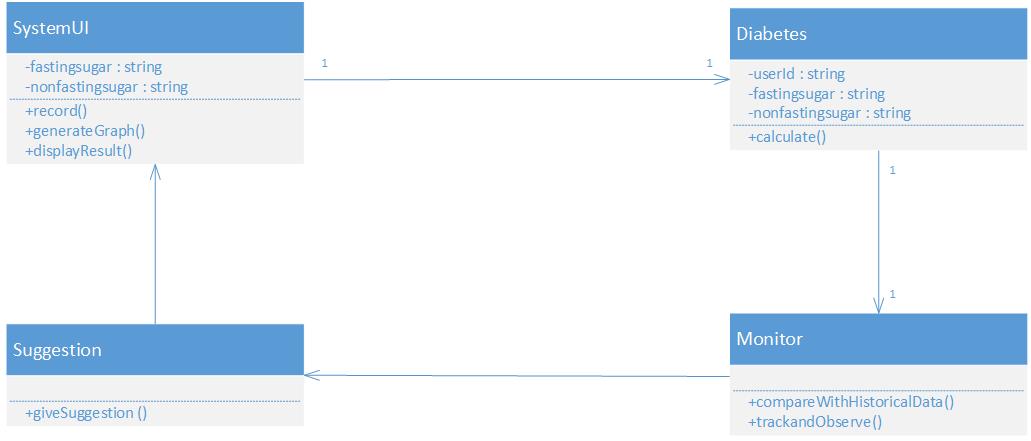 SystemUI
-fastingsugar : string
-nonfastingsugar : string
+record()
+generateGraph()
+displayResult()
1
1
Diabetes
-userId : string
-fastingsugar : string
-nonfastingsugar : string
+calculate()
1
1
Suggestion
+giveSuggestion ()
Monitor
+compareWithHistoricalData()
+trackandObserve()